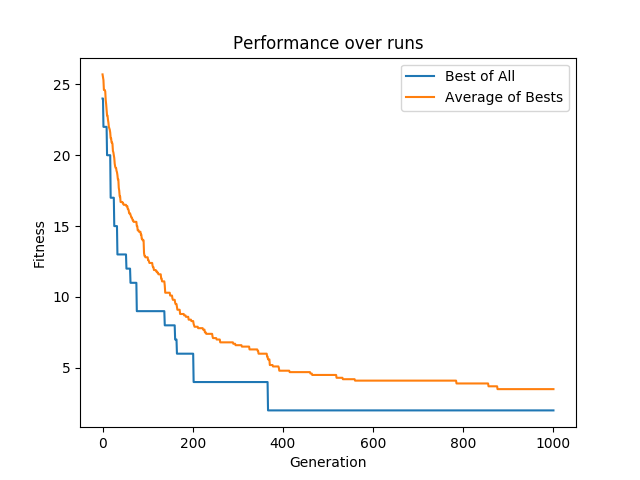 Performance over runs
Best of All
Average of Bests
Fitness
25
20
15
10
5
0
200
400
600
800
1000
Generation